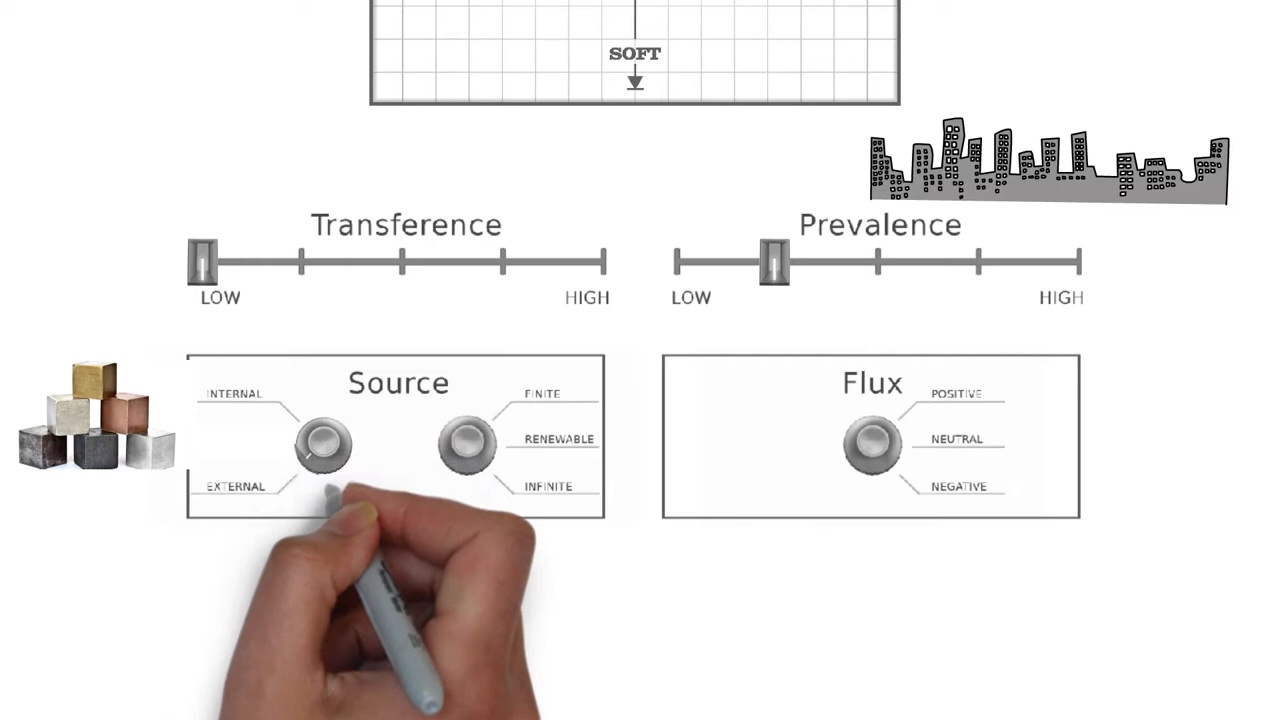 SOFT
Transference
LOW HIGH
Prevalence
LOW HIGH
Source
INTERNAL
EXTERNAL
FINITE
RENEWABLE
INFINITE
Flux
POSITIVE
NEUTRAL
NEGATIVE